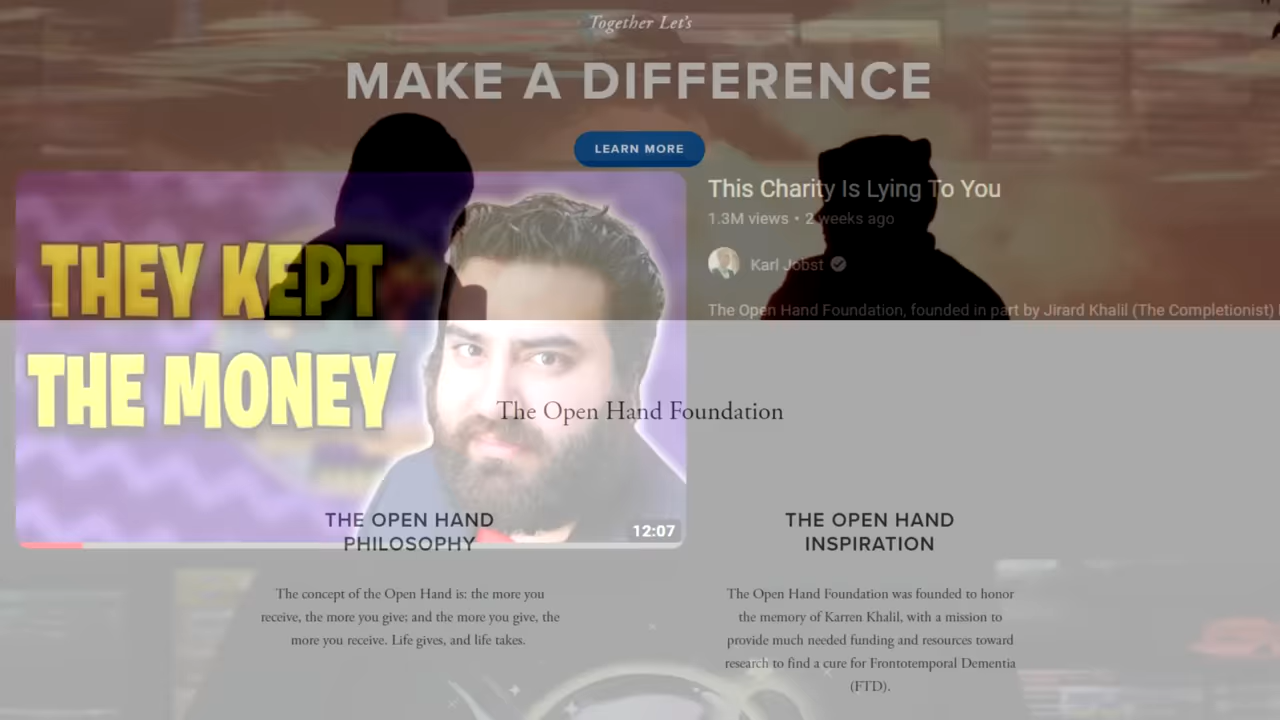 Together Let's
MAKE A DIFFERENCE
LEARN MORE
THEY KEPT
THE MONEY
12:07
This Charity Is Lying To You
1.3M views • 2 weeks ago
Karl Jobst
The Open Hand Foundation, founded in part by Jirard Khalil (The Completionist)
The Open Hand Foundation
THE OPEN HAND
PHILOSOPHY
The concept of the Open Hand is: the more you
receive, the more you give; and the more you give, the
more you receive. Life gives, and life takes.
THE OPEN HAND
INSPIRATION
The Open Hand Foundation was founded to honor
the memory of Karren Khalil, with a mission to
provide much needed funding and resources toward
research to find a cure for Frontotemporal Dementia
(FTD).